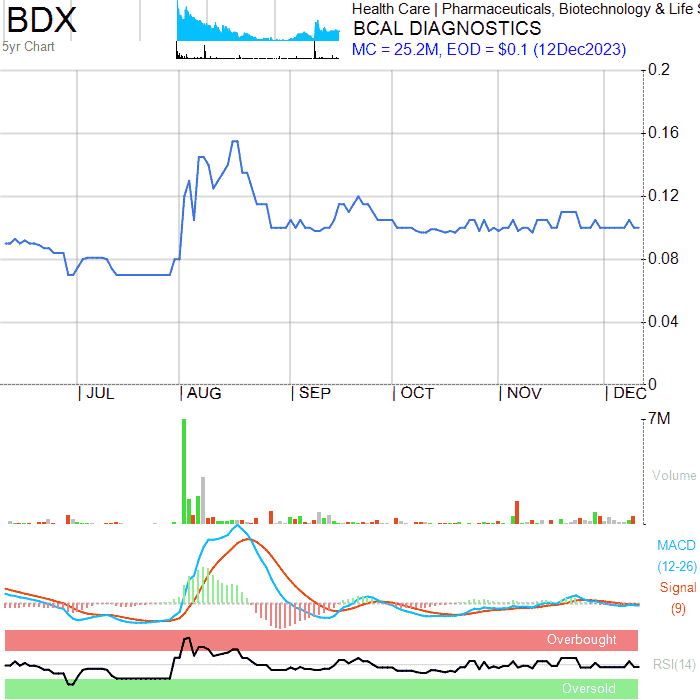 BDX
5yr Chart
Health Care | Pharmaceuticals, Biotechnology & Life S
BCAL DIAGNOSTICS
MC = 25.2M, EOD = $0.1 (12Dec2023)
0.2
0.16
0.12
0.08
0.04
0
| JUL | AUG | SEP | OCT | NOV | DEC
7M
Volume
MACD
(12-26)
Signal
(9)
Overbought
RSI(14)
Oversold